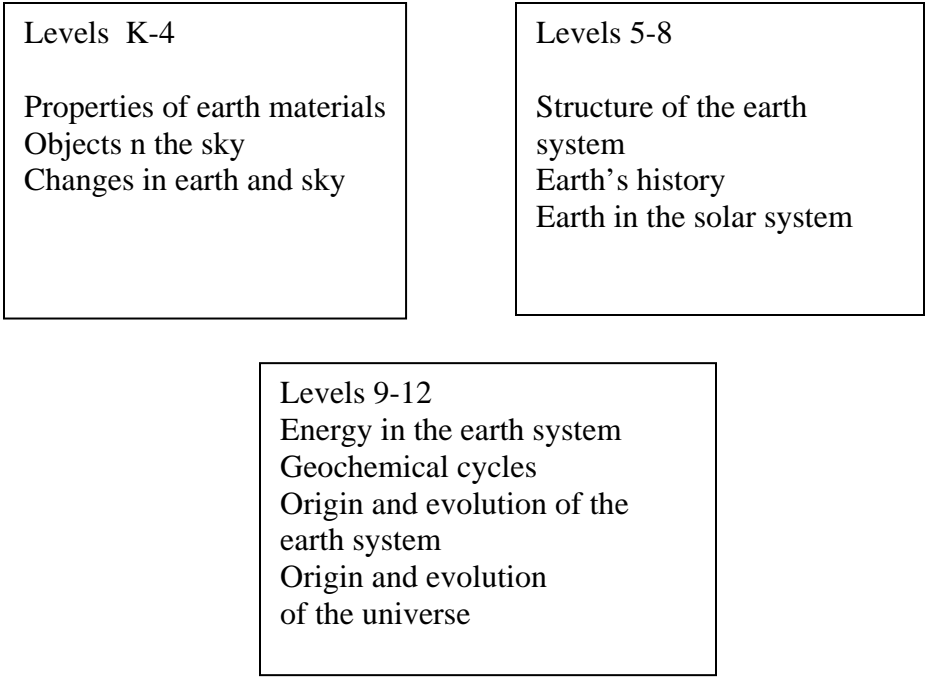 Levels  K-4
Properties of earth materials
Objects n the sky
Changes in earth and sky
Levels 5-8
Structure of the earth
system
Earth’s history
Earth in the solar system
Levels 9-12
Energy in the earth system
Geochemical cycles
Origin and evolution of the
earth system
Origin and evolution
of the universe